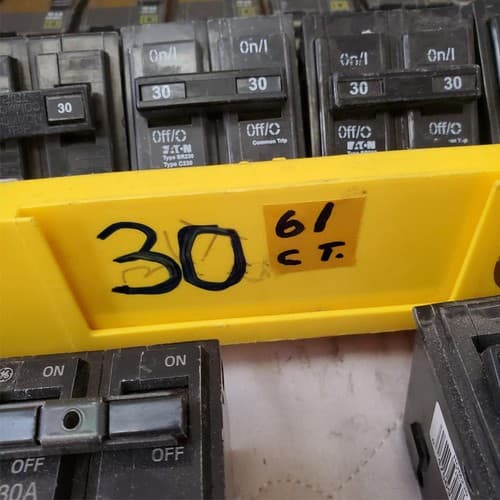 On/I On/I
30 30
Off/O Off/O
EATON Common Trip
Type BR230
Type C230
30
On/I On/I
30 30
Off/O Off/O
EATON
30
61
C T.
GE ON ON
OFF OFF
30A